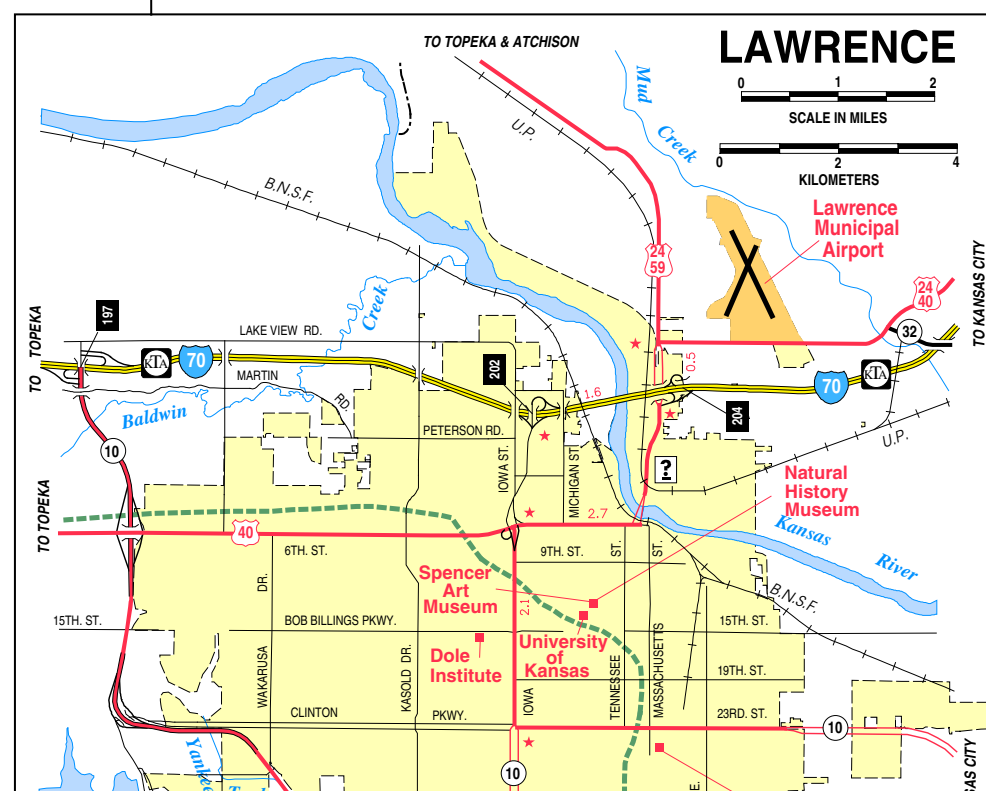 TO TOPEKA & ATCHISON
LAWRENCE
0 1 2
SCALE IN MILES
0 2 4
KILOMETERS
Mud
Creek
U.P.
B.N.S.F.
Lawrence
Municipal
Airport
24
59
24
40
TO KANSAS CITY
32
TO TOPEKA
197
LAKE VIEW RD.
Creek
KTA
70
MARTIN
RD.
202
1.6
0.5
204
70
KTA
Baldwin
10
PETERSON RD.
IOWA ST.
MICHIGAN ST.
?
U.P.
Natural
History
Museum
TO TOPEKA
40
2.7
Kansas
River
6TH. ST.
9TH. ST.
ST.
ST.
DR.
Spencer
Art
Museum
2.1
B.N.S.F.
15TH. ST.
BOB BILLINGS PKWY.
15TH. ST.
Dole
Institute
University
of
Kansas
WAKARUSA
KASOLD DR.
IOWA
TENNESSEE
MASSACHUSETTS
19TH. ST.
CLINTON
PKWY.
23RD. ST.
10
10
Yankee
E.
SAS CITY